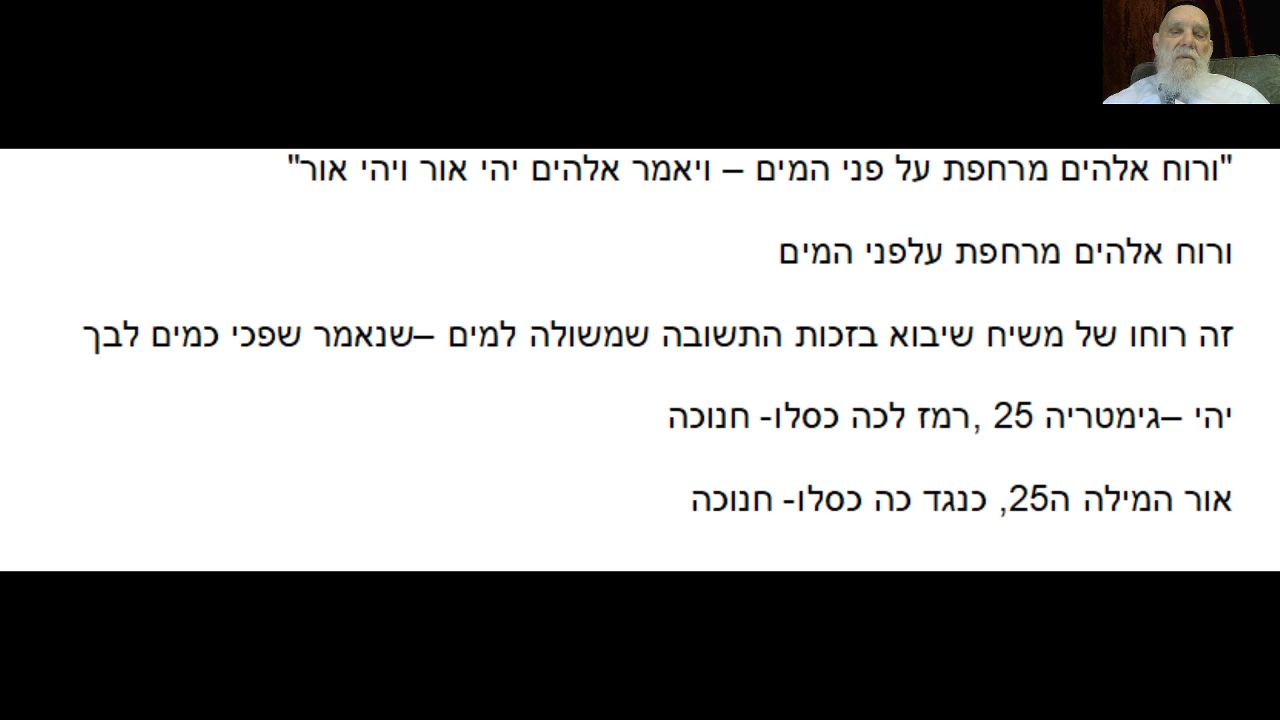 "ורוח אלהים מרחפת על פני המים – ויאמר אלהים יהי אור ויהי אור"
ורוח אלהים מרחפת עלפני המים
זה רוחו של משיח שיבוא בזכות התשובה שמשולה למים –שנאמר שפכי כמים לבך
יהי –גימטריה 25 ,רמז לכה כסלו- חנוכה
אור המילה ה25, כנגד כה כסלו- חנוכה